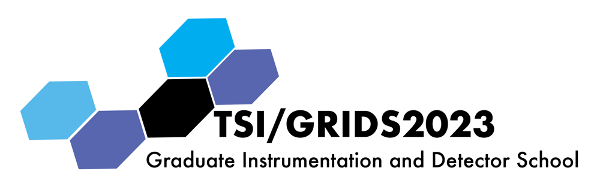 TSI/GRIDS2023
Graduate Instrumentation and Detector School